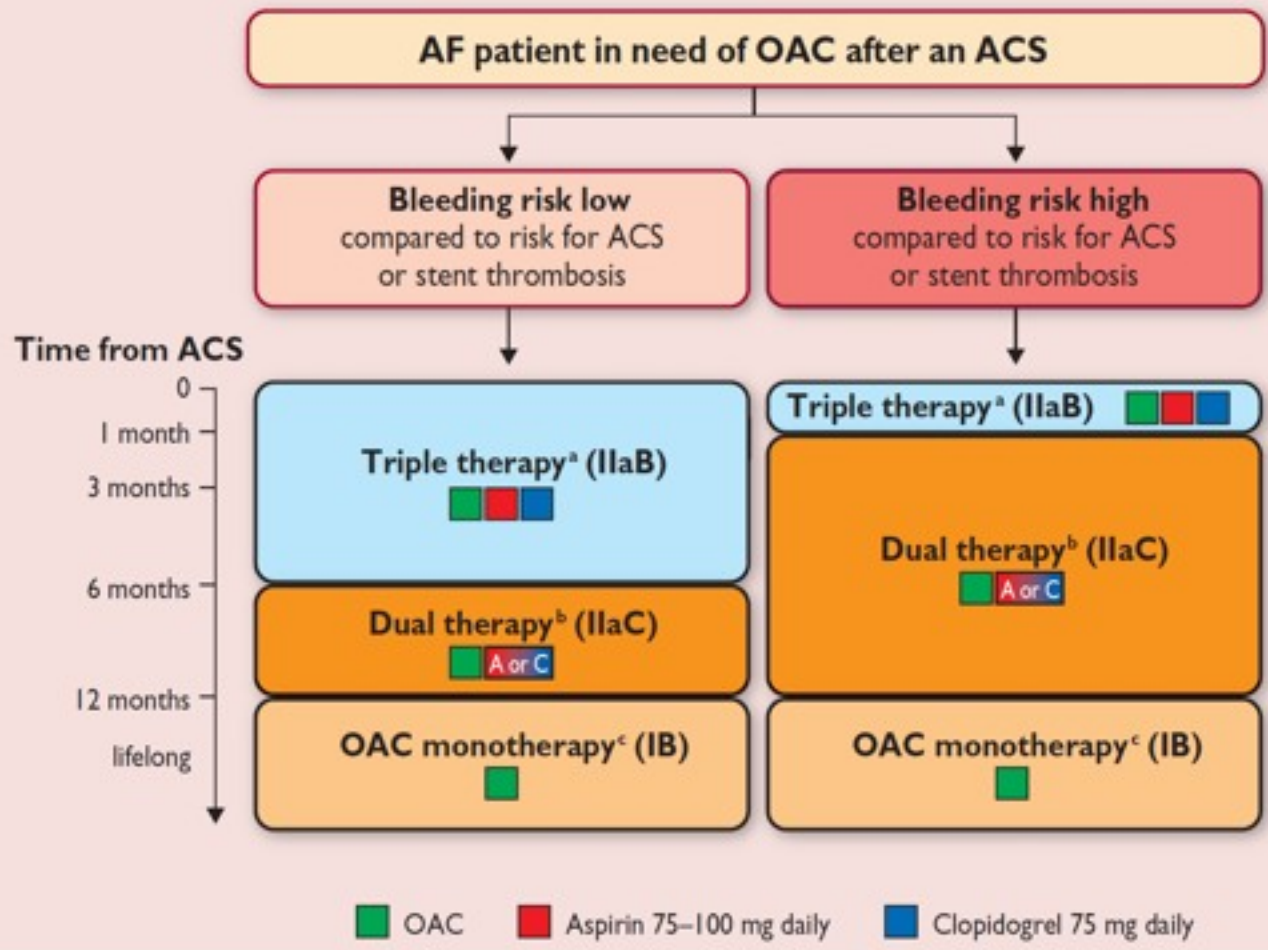 AF patient in need of OAC after an ACS
Bleeding risk low
compared to risk for ACS
or stent thrombosis
Bleeding risk high
compared to risk for ACS
or stent thrombosis
Time from ACS
0
1 month
3 months
6 months
12 months
lifelong
Triple therapyᵃ (IIaB)
Dual therapyᵇ (IIaC)
A or C
OAC monotherapyᶜ (IB)
Triple therapyᵃ (IIaB)
Dual therapyᵇ (IIaC)
A or C
OAC monotherapyᶜ (IB)
OAC
Aspirin 75–100 mg daily
Clopidogrel 75 mg daily